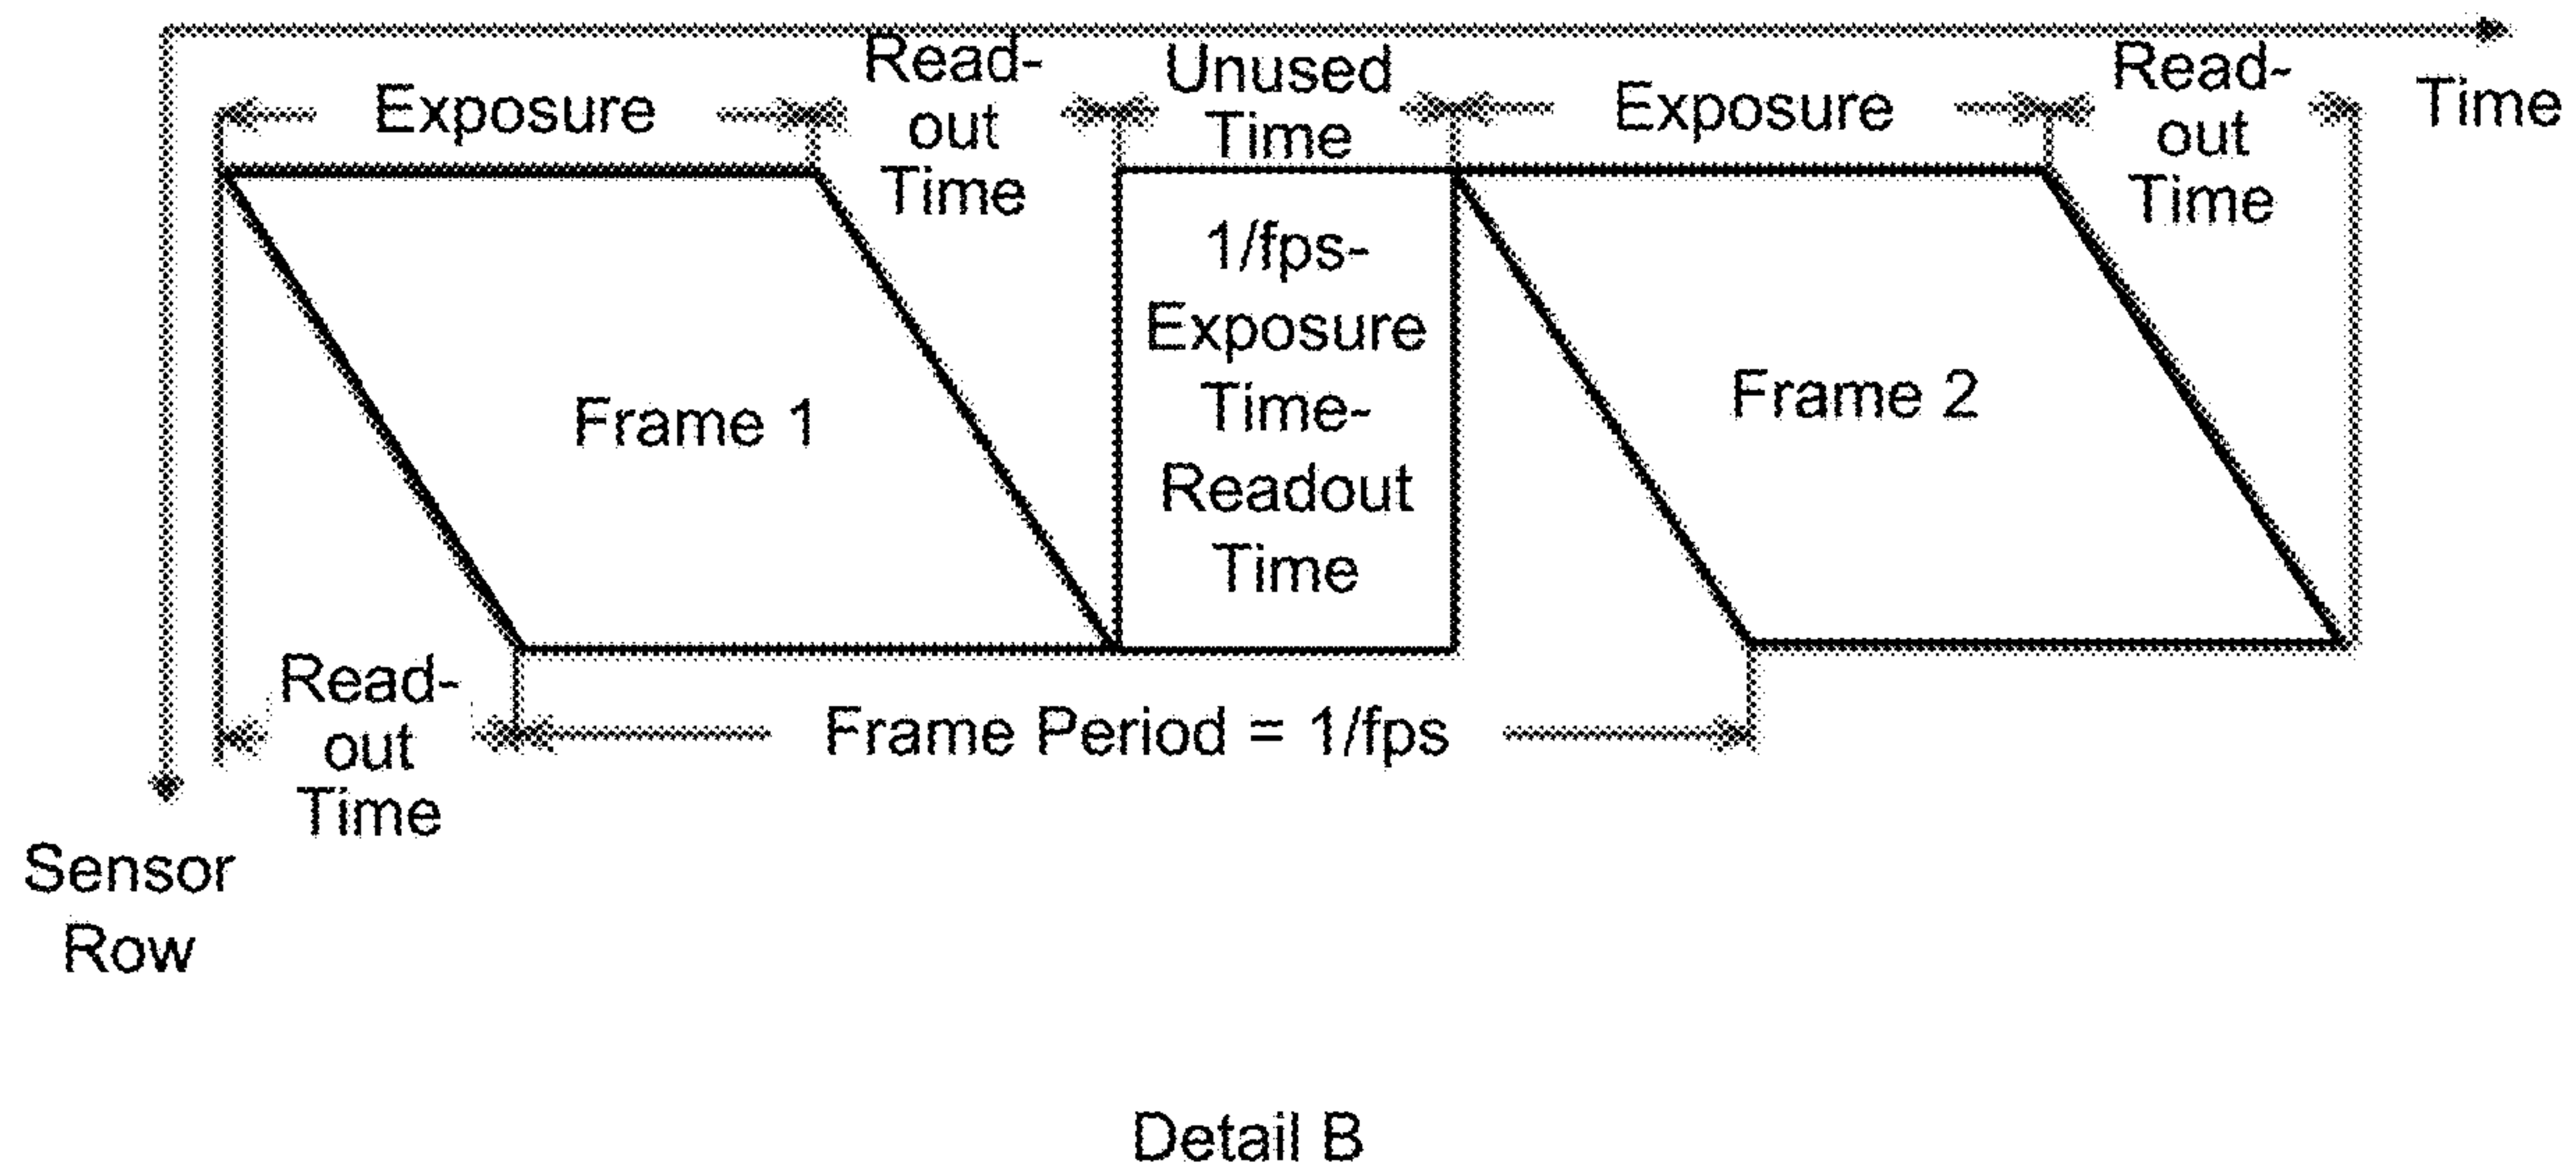 Exposure
Read-
out
Time
Unused
Time
Exposure
Read-
out
Time
Time
Frame 1
1/fps-
Exposure
Time-
Readout
Time
Frame 2
Read-
out
Time
Frame Period = 1/fps
Sensor
Row
Detail B